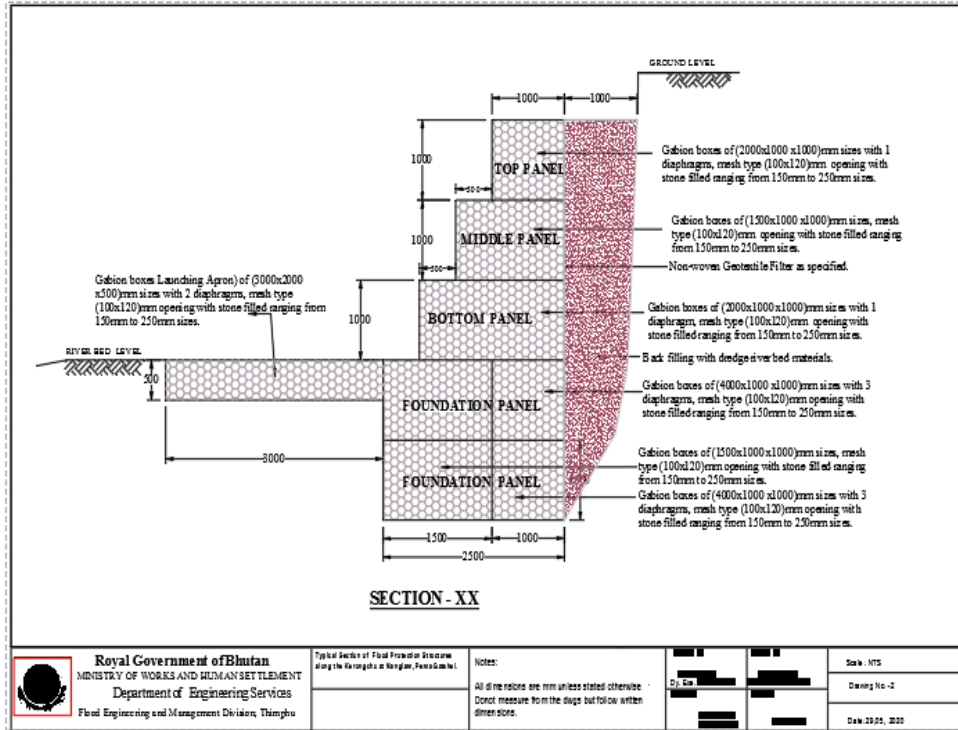 GROUND LEVEL
1000
1000
1000
TOP PANEL
Gabion boxes of (2000x1000 x1000)mm sizes with 1
diaphragms, mesh type (100x120)mm opening with
stone filled ranging from 150mm to 250mm sizes.
500
1000
MIDDLE PANEL
Gabion boxes of (1500x1000 x1000)mm sizes, mesh
type (100x120)mm opening with stone filled ranging
from 150mm to 250mm sizes.
500
Non-woven Geotextile Filter as specified.
Gabion boxes Launching Apron) of (3000x2000
x500)mm sizes with 2 diaphragms, mesh type
(100x120)mm opening with stone filled ranging from
150mm to 250mm sizes.
1000
BOTTOM PANEL
Gabion boxes of (2000x1000 x1000)mm sizes with 1
diaphragm, mesh type (100x120)mm opening with
stone filled ranging from 150mm to 250mm sizes.
RIVER BED LEVEL
Back filling with dredge river bed materials.
500
FOUNDATION PANEL
Gabion boxes of (4000x1000 x1000)mm sizes with 3
diaphragms, mesh type (100x120)mm opening with
stone filled ranging from 150mm to 250mm sizes.
3000
FOUNDATION PANEL
Gabion boxes of (1500x1000 x1000)mm sizes, mesh
type (100x120)mm opening with stone filled ranging
from 150mm to 250mm sizes.
Gabion boxes of (4000x1000 x1000)mm sizes with 3
diaphragms, mesh type (100x120)mm opening with
stone filled ranging from 150mm to 250mm sizes.
1500
1000
2500
SECTION - XX
Royal Government of Bhutan
MINISTRY OF WORKS AND HUMAN SETTLEMENT
Department of Engineering Services
Flood Engineering and Management Division, Thimphu
Typical Section of Flood Protection Structures
along the Kerongchu at Nanglam,
Notes:
All dimensions are mm unless stated otherwise
Donot measure from the dwgs but follow written
dimensions.
Dy. Exe.
Scale : NTS
Drawing No. -2
Date: 29,05, 2020